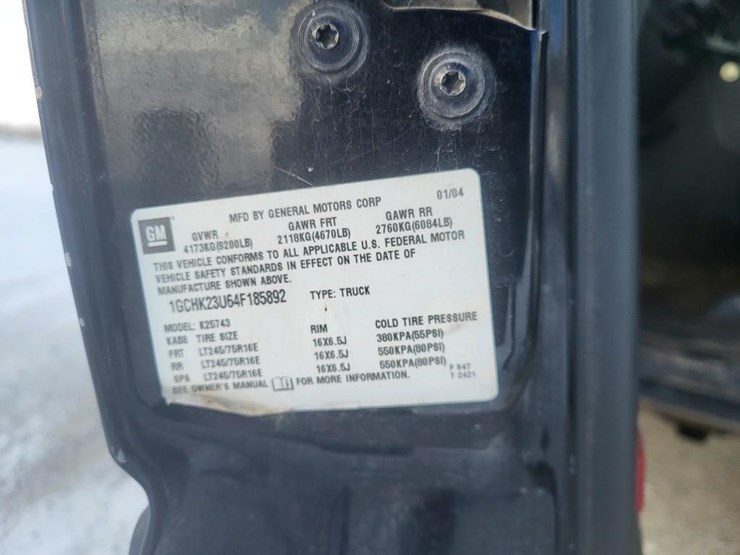 GM
MFD BY GENERAL MOTORS CORP 01/04
GVWR GAWR FRT GAWR RR
4173KG(9200LB) 2118KG(4670LB) 2760KG(6084LB)
THIS VEHICLE CONFORMS TO ALL APPLICABLE U.S. FEDERAL MOTOR
VEHICLE SAFETY STANDARDS IN EFFECT ON THE DATE OF
MANUFACTURE SHOWN ABOVE.
1GCHK23U64F185892 TYPE: TRUCK
MODEL: K25743
KABB TIRE SIZE RIM COLD TIRE PRESSURE
FRT LT245/75R16E 16X6.5J 380KPA(55PSI)
RR LT245/75R16E 16X6.5J 550KPA(80PSI)
SPA LT245/75R16E 16X6.5J 550KPA(80PSI)
SEE OWNER'S MANUAL FOR MORE INFORMATION. P 847
T 2421